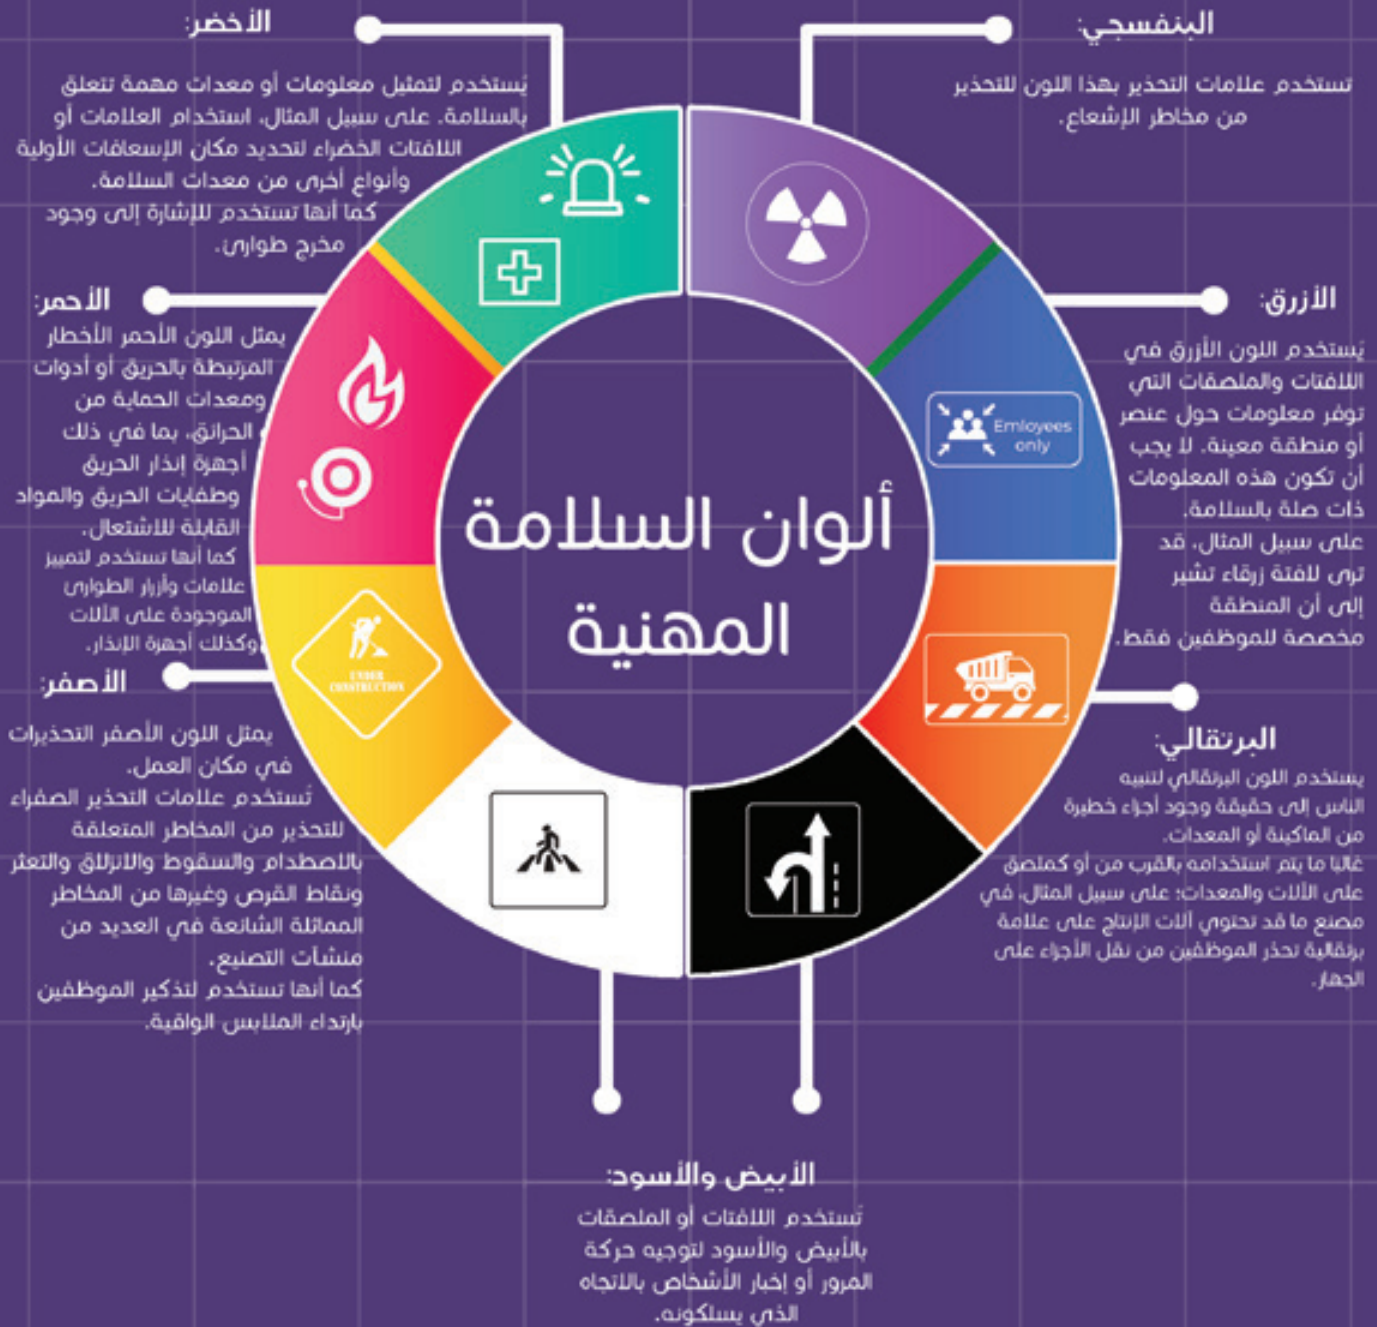 ألوان السلامة
المهنية
البنفسجي:
تستخدم علامات التحذير بهذا اللون للتحذير
من مخاطر الإشعاع.
الأزرق:
يُستخدم اللون الأزرق في
اللافتات والملصقات التي
توفر معلومات حول عنصر
أو منطقة معينة. لا يجب
أن تكون هذه المعلومات
ذات صلة بالسلامة.
على سبيل المثال، قد
ترى لافتة زرقاء تشير
إلى أن المنطقة
مخصصة للموظفين فقط.
Emloyees
only
البرتقالي:
يستخدم اللون البرتقالي لتنبيه
الناس إلى حقيقة وجود أجزاء خطيرة
من الماكينة أو المعدات.
غالبا ما يتم استخدامه بالقرب من أو كملصق
على الآلات والمعدات؛ على سبيل المثال، في
مصنع ما قد تحتوي آلات الإنتاج على علامة
برتقالية تحذر الموظفين من نقل الأجزاء على
الجهاز.
الأبيض والأسود:
تُستخدم اللافتات أو الملصقات
بالأبيض والأسود لتوجيه حركة
المرور أو إخبار الأشخاص بالاتجاه
الذي يسلكونه.
الأخضر:
يُستخدم لتمثيل معلومات أو معدات مهمة تتعلق
بالسلامة. على سبيل المثال، استخدام العلامات أو
اللافتات الخضراء لتحديد مكان الإسعافات الأولية
وأنواع أخرى من معدات السلامة.
كما أنها تستخدم للإشارة إلى وجود
مخرج طوارئ.
الأحمر:
يمثل اللون الأحمر الأخطار
المرتبطة بالحريق أو أدوات
ومعدات الحماية من
الحرائق، بما في ذلك
أجهزة إنذار الحريق
وطفايات الحريق والمواد
القابلة للاشتعال.
كما أنها تستخدم لتمييز
علامات وأزرار الطوارئ
الموجودة على الآلات
وكذلك أجهزة الإنذار.
الأصفر:
يمثل اللون الأصفر التحذيرات
في مكان العمل.
تُستخدم علامات التحذير الصفراء
للتحذير من المخاطر المتعلقة
بالاصطدام والسقوط والانزلاق والتعثر
ونقاط القرص وغيرها من المخاطر
المماثلة الشائعة في العديد من
منشآت التصنيع.
كما أنها تستخدم لتذكير الموظفين
بارتداء الملابس الواقية.
UNDER
CONSTRUCTION